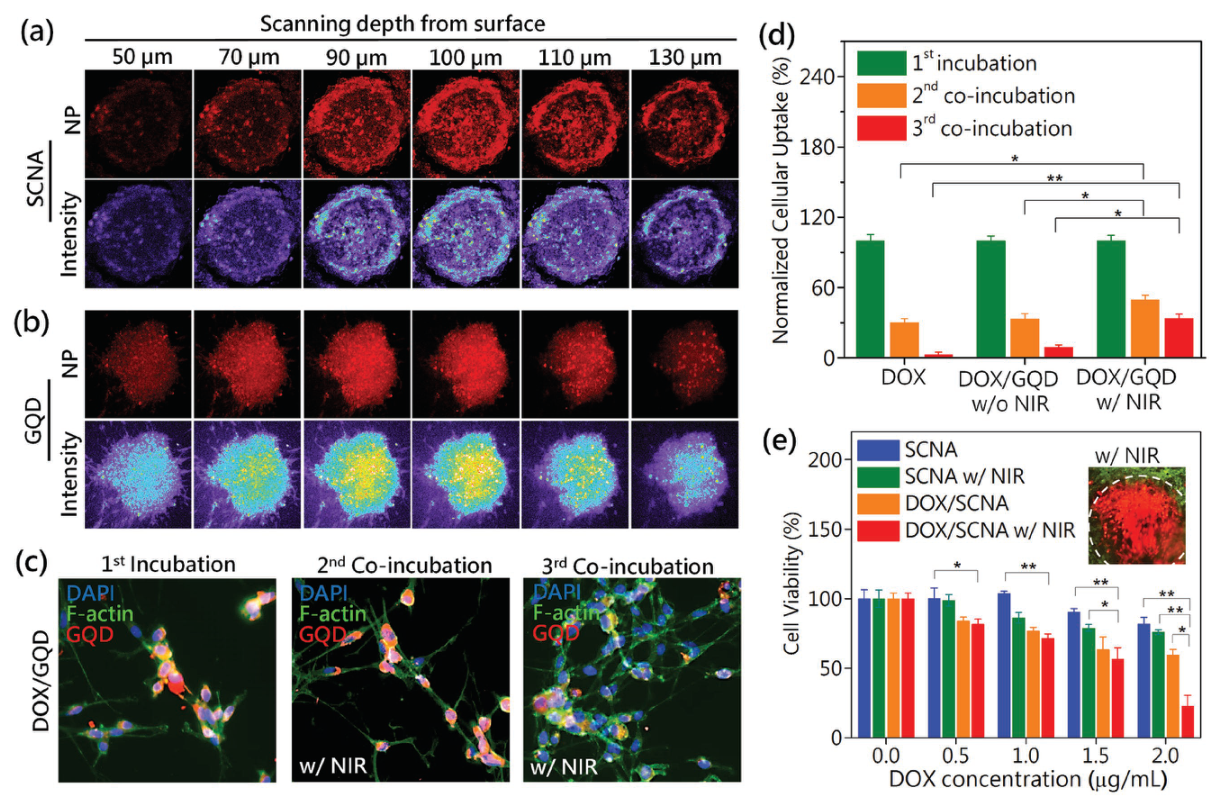 (a)
Scanning depth from surface
50 μm 70 μm 90 μm 100 μm 110 μm 130 μm
SCNA
NP
Intensity
(b)
GQD
NP
Intensity
(c)
1st Incubation 2nd Co-incubation 3rd Co-incubation
DOX/GQD
DAPI
F-actin
GQD
DAPI
F-actin
GQD
w/ NIR
DAPI
F-actin
GQD
w/ NIR
(d)
Normalized Cellular Uptake (%)
240
180
120
60
0
1st incubation
2nd co-incubation
3rd co-incubation
*
**
*
*
DOX
DOX/GQD
w/o NIR
DOX/GQD
w/ NIR
(e)
Cell Viability (%)
200
150
100
50
0
SCNA
SCNA w/ NIR
DOX/SCNA
DOX/SCNA w/ NIR
w/ NIR
*
**
**
*
**
**
*
0.0 0.5 1.0 1.5 2.0
DOX concentration (μg/mL)